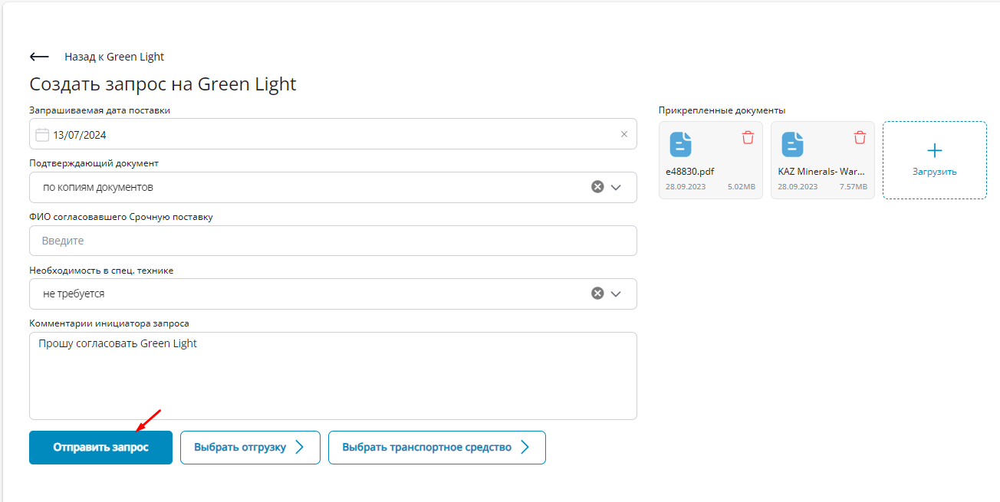 Назад к Green Light
Создать запрос на Green Light
Запрашиваемая дата поставки
13/07/2024
Подтверждающий документ
по копиям документов
ФИО согласовавшего Срочную поставку
Введите
Необходимость в спец. технике
не требуется
Комментарии инициатора запроса
Прошу согласовать Green Light
Отправить запрос
Выбрать отгрузку
Выбрать транспортное средство
Прикрепленные документы
e48830.pdf
28.09.2023 5.02MB
KAZ Minerals- War...
28.09.2023 7.57MB
Загрузить